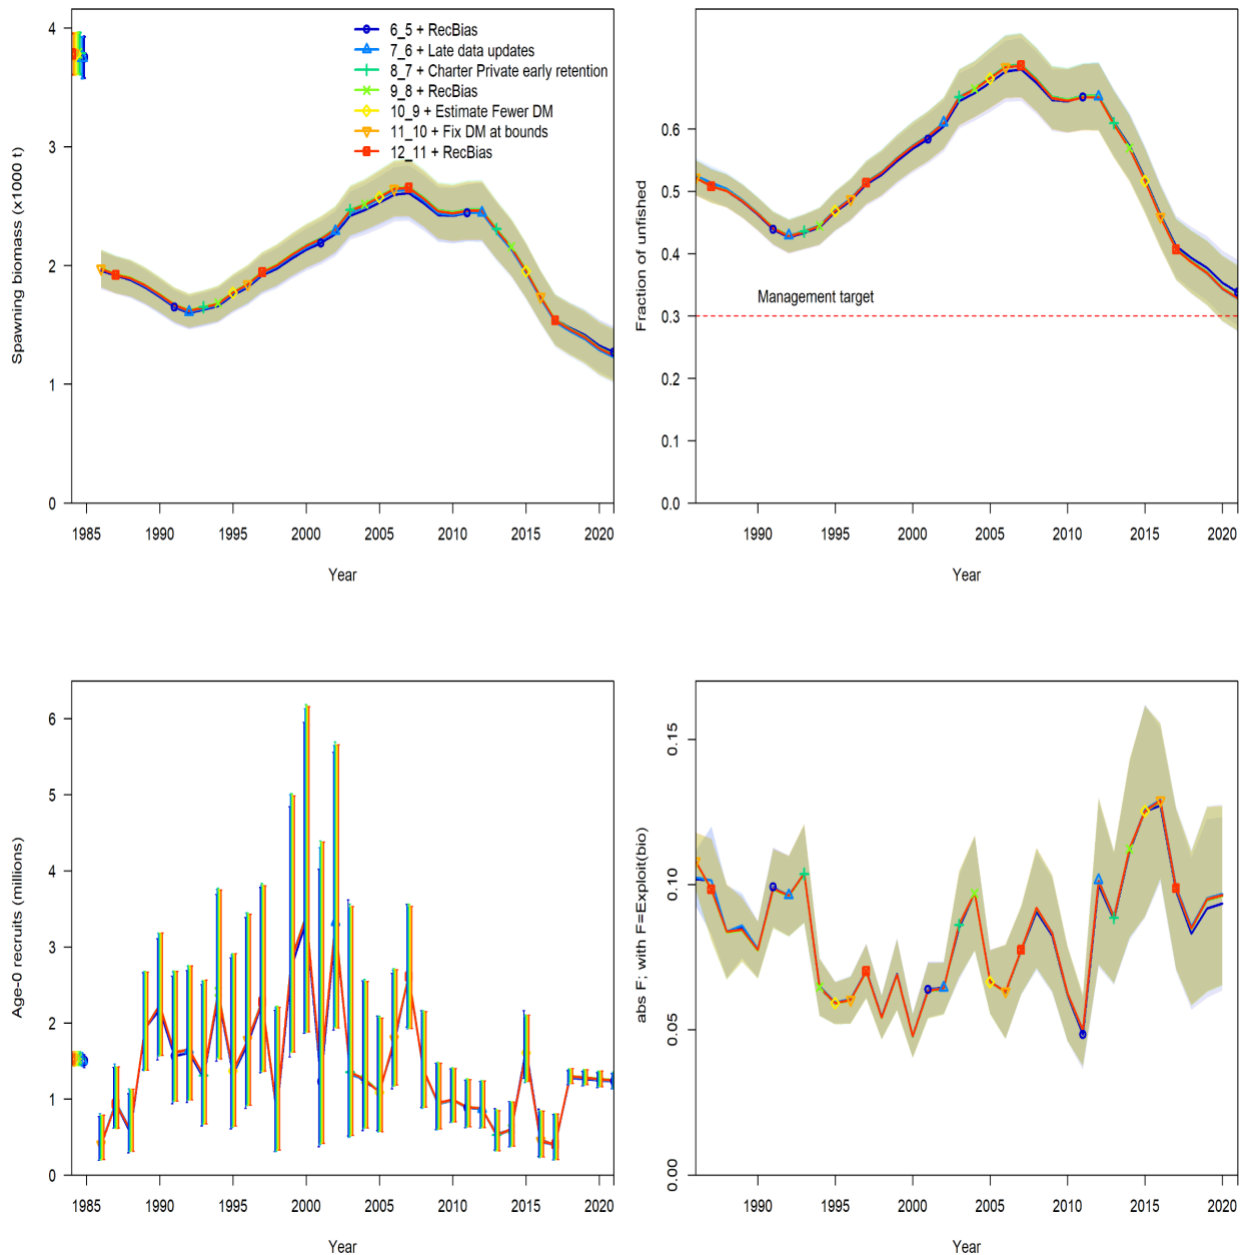 6_5 + RecBias
7_6 + Late data updates
8_7 + Charter Private early retention
9_8 + RecBias
10_9 + Estimate Fewer DM
11_10 + Fix DM at bounds
12_11 + RecBias
Spawning biomass (x1000 t)
4
3
2
1
0
1985 1990 1995 2000 2005 2010 2015 2020
Year
Fraction of unfished
0.6
0.5
0.4
Management target
0.3
0.2
0.1
0.0
1990 1995 2000 2005 2010 2015 2020
Year
Age-0 recruits (millions)
6
5
4
3
2
1
0
1985 1990 1995 2000 2005 2010 2015 2020
Year
abs F; with F=Exploit(bio)
0.15
0.10
0.05
0.00
1990 1995 2000 2005 2010 2015 2020
Year